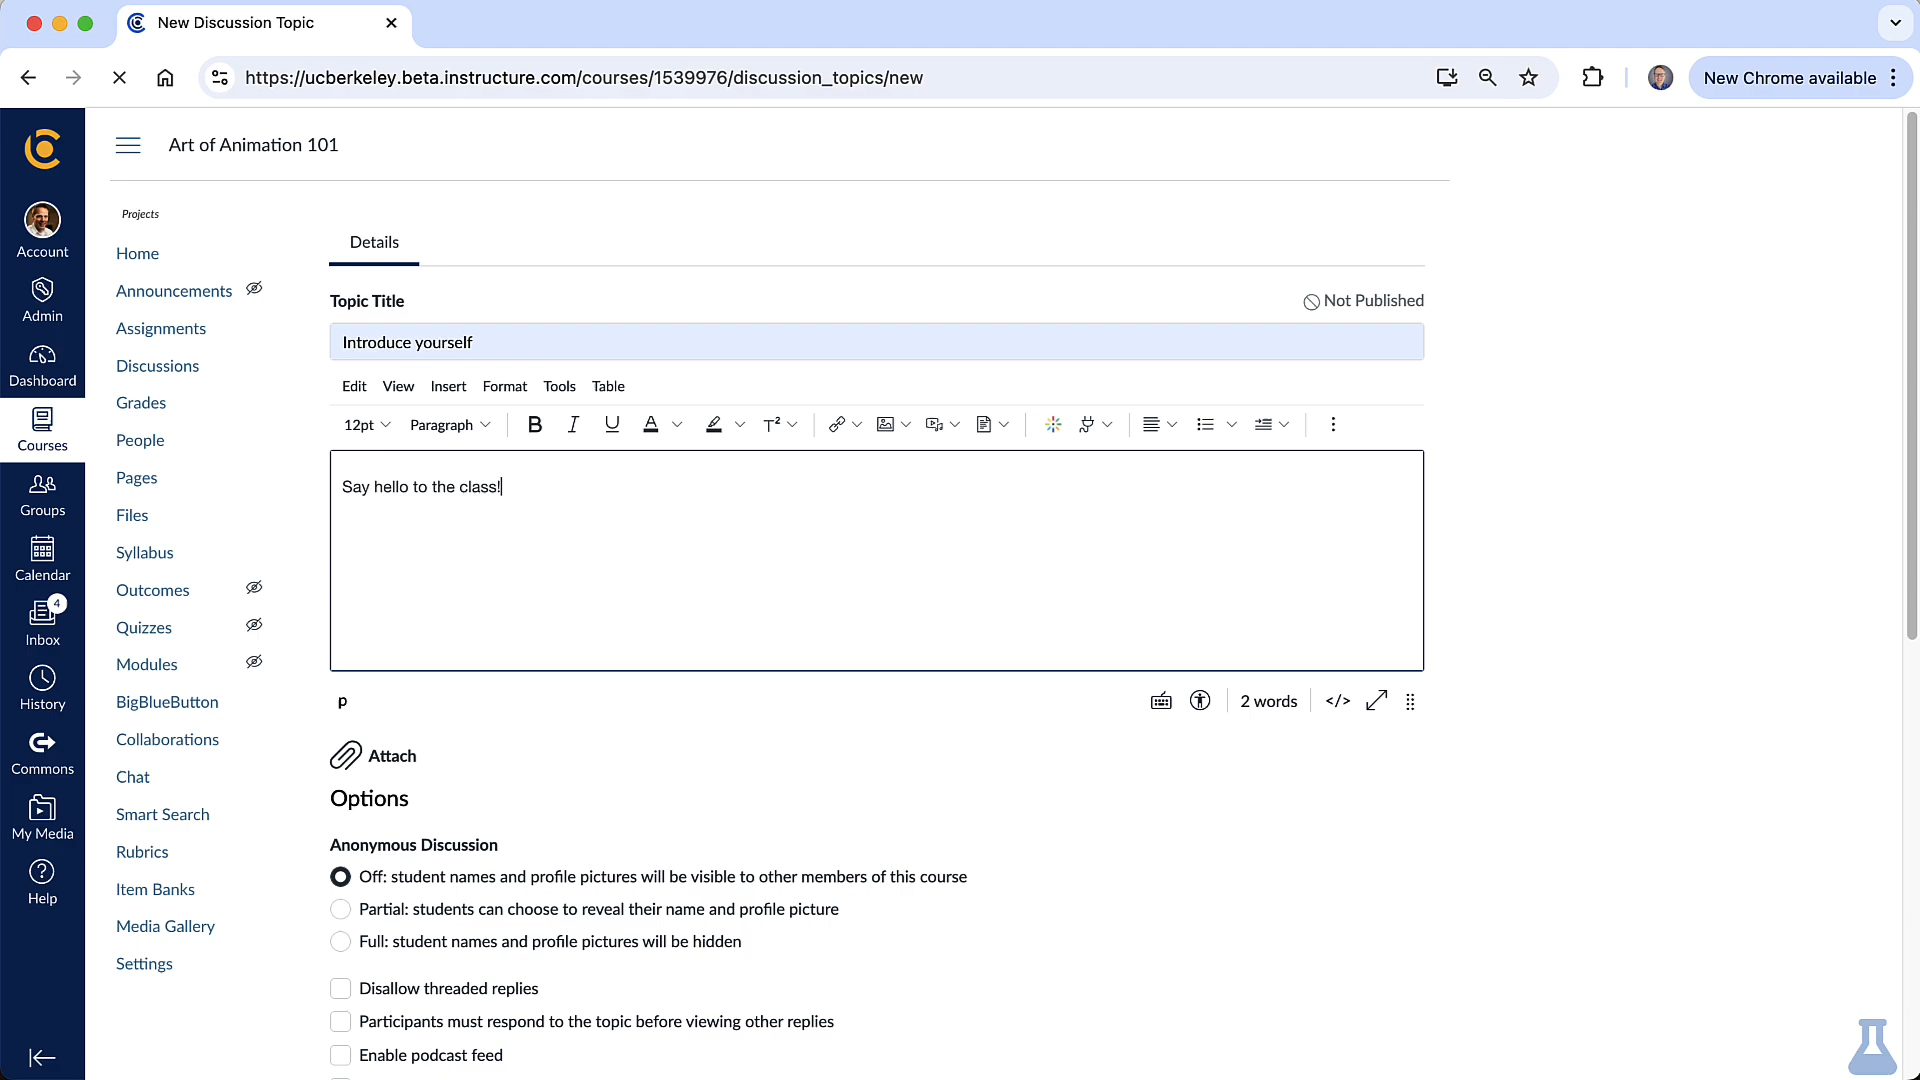 New Discussion Topic
https://ucberkeley.beta.instructure.com/courses/1539976/discussion_topics/new
New Chrome available
Art of Animation 101
Account
Admin
Dashboard
Courses
Groups
Calendar
4
Inbox
History
Commons
My Media
Help
Projects
Home
Announcements
Assignments
Discussions
Grades
People
Pages
Files
Syllabus
Outcomes
Quizzes
Modules
BigBlueButton
Collaborations
Chat
Smart Search
Rubrics
Item Banks
Media Gallery
Settings
Details
Topic Title
Not Published
Introduce yourself
Edit View Insert Format Tools Table
12pt Paragraph B I U A T²
Say hello to the class!
p
2 words </>
Attach
Options
Anonymous Discussion
Off: student names and profile pictures will be visible to other members of this course
Partial: students can choose to reveal their name and profile picture
Full: student names and profile pictures will be hidden
Disallow threaded replies
Participants must respond to the topic before viewing other replies
Enable podcast feed